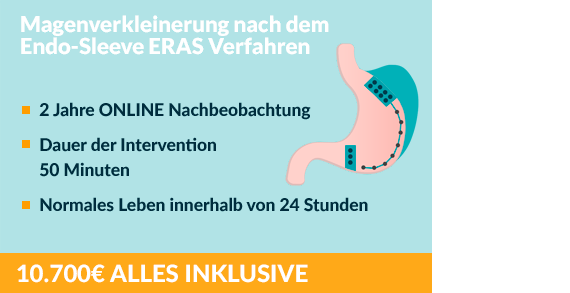 Magenverkleinerung nach dem
Endo-Sleeve ERAS Verfahren
2 Jahre ONLINE Nachbeobachtung
Dauer der Intervention
50 Minuten
Normales Leben innerhalb von 24 Stunden
10.700€ ALLES INKLUSIVE